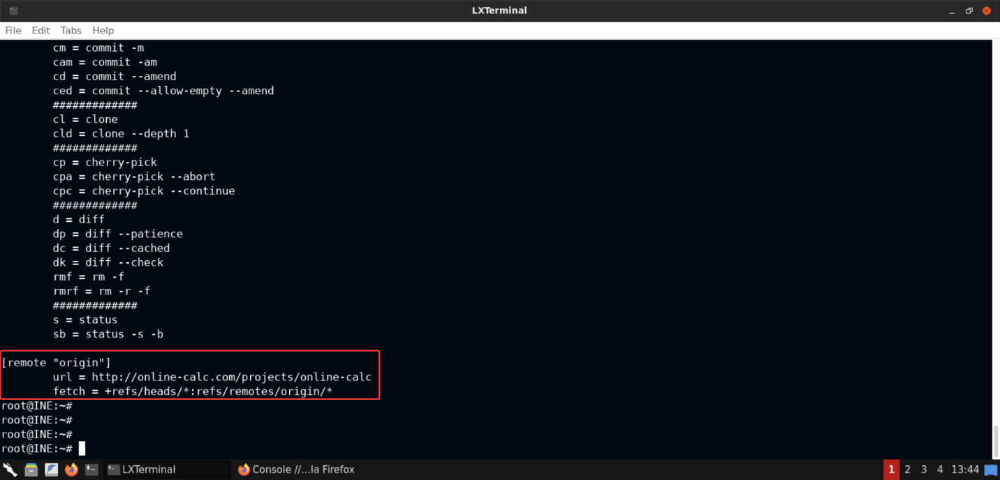 LXTerminal
File Edit Tabs Help
cm = commit -m
cam = commit -am
cd = commit --amend
ced = commit --allow-empty --amend
#############
cl = clone
cld = clone --depth 1
#############
cp = cherry-pick
cpa = cherry-pick --abort
cpc = cherry-pick --continue
#############
d = diff
dp = diff --patience
dc = diff --cached
dk = diff --check
rmf = rm -f
rmrf = rm -r -f
#############
s = status
sb = status -s -b
[remote "origin"]
url = http://online-calc.com/projects/online-calc
fetch = +refs/heads/*:refs/remotes/origin/*
root@INE:~#
root@INE:~#
root@INE:~#
root@INE:~#
LXTerminal Console //...la Firefox 1 2 3 4 13:44